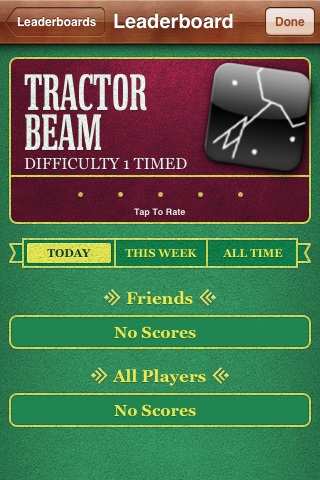 Leaderboards
Leaderboard
Done
TRACTOR
BEAM
DIFFICULTY 1 TIMED
Tap To Rate
TODAY
THIS WEEK
ALL TIME
Friends
No Scores
All Players
No Scores